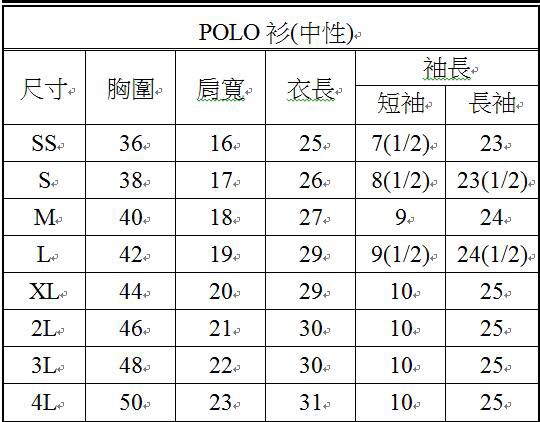 POLO 衫(中性)
尺寸 胸圍 肩寬 衣長 袖長
短袖 長袖
SS 36 16 25 7(1/2) 23
S 38 17 26 8(1/2) 23(1/2)
M 40 18 27 9 24
L 42 19 29 9(1/2) 24(1/2)
XL 44 20 29 10 25
2L 46 21 30 10 25
3L 48 22 30 10 25
4L 50 23 31 10 25